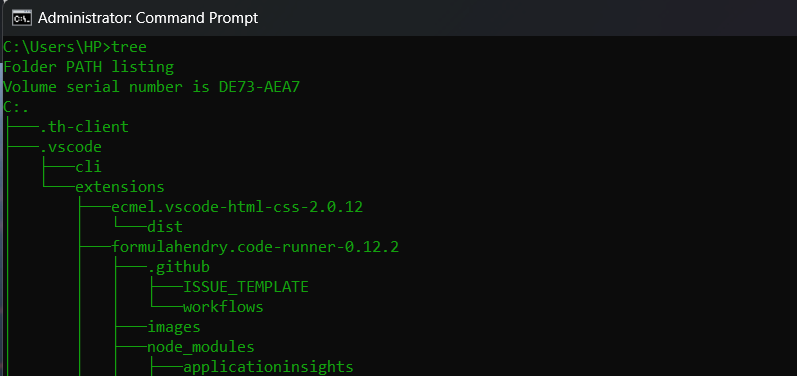 Administrator: Command Prompt
C:\Users\HP>tree
Folder PATH listing
Volume serial number is DE73-AEA7
C:.
├───.th-client
├───.vscode
│   ├───cli
│   └───extensions
│       ├───ecmel.vscode-html-css-2.0.12
│       │   └───dist
│       ├───formulahendry.code-runner-0.12.2
│       │   ├───.github
│       │   │   ├───ISSUE_TEMPLATE
│       │   │   └───workflows
│       │   ├───images
│       │   ├───node_modules
│       │   │   ├───applicationinsights